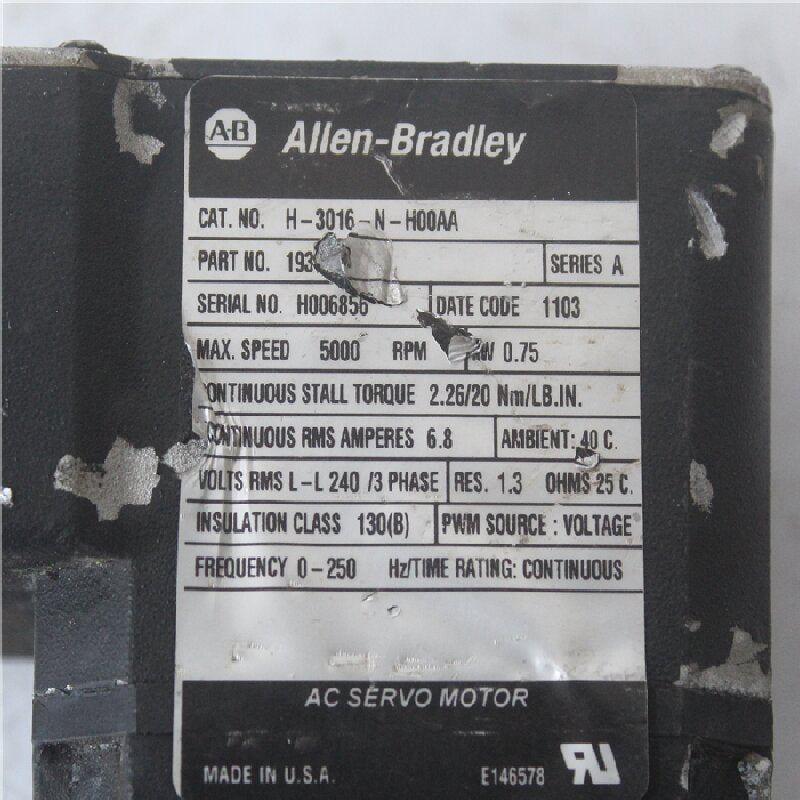 A-B Allen-Bradley
CAT. NO. H-3016-N-H00AA
PART NO. SERIES A
SERIAL NO. H006856 DATE CODE 1103
MAX. SPEED 5000 RPM KW 0.75
CONTINUOUS STALL TORQUE 2.26/20 Nm/LB.IN.
CONTINUOUS RMS AMPERES 6.8 AMBIENT: 40 C.
VOLTS RMS L-L 240 /3 PHASE RES. 1.3 OHMS 25 C.
INSULATION CLASS 130(B) PWM SOURCE : VOLTAGE
FREQUENCY 0-250 Hz/TIME RATING: CONTINUOUS
AC SERVO MOTOR
MADE IN U.S.A. E146578 RU